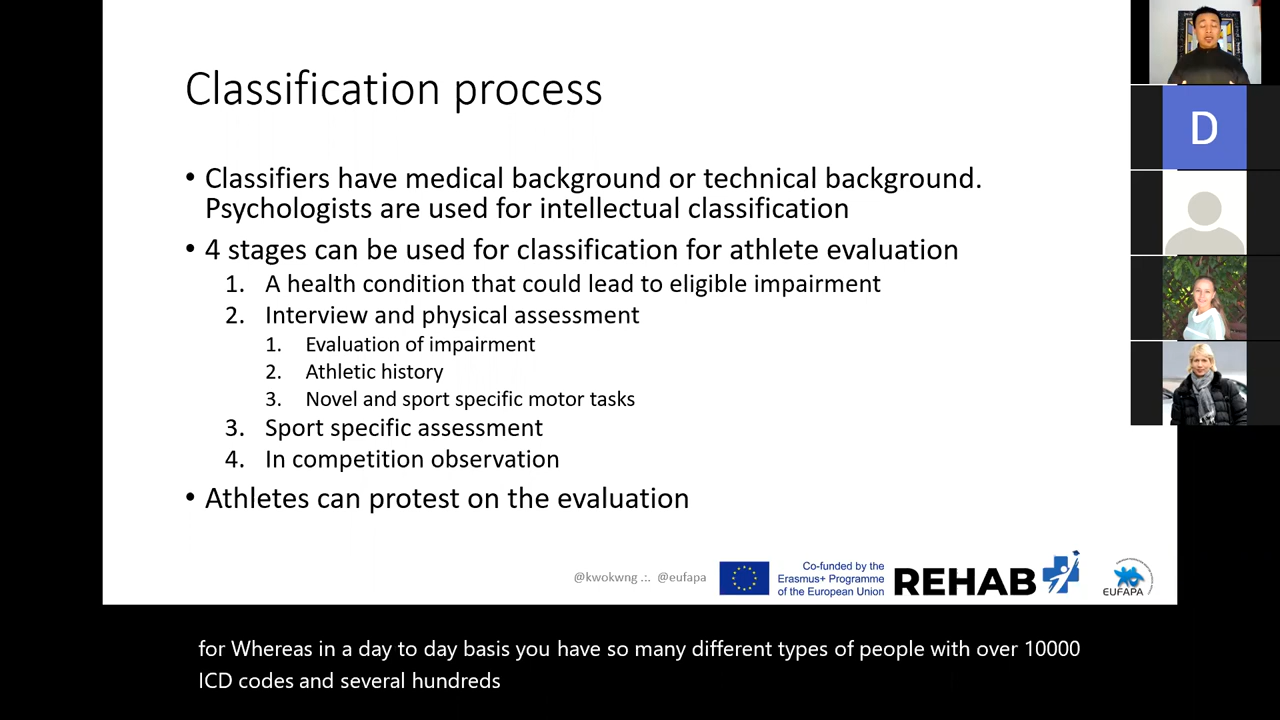 Classification process
• Classifiers have medical background or technical background.
Psychologists are used for intellectual classification
• 4 stages can be used for classification for athlete evaluation
1. A health condition that could lead to eligible impairment
2. Interview and physical assessment
1. Evaluation of impairment
2. Athletic history
3. Novel and sport specific motor tasks
3. Sport specific assessment
4. In competition observation
• Athletes can protest on the evaluation
@kwokwng .:. @eufapa
Co-funded by the
Erasmus+ Programme
of the European Union
REHAB
EUFAPA
D
for Whereas in a day to day basis you have so many different types of people with over 10000
ICD codes and several hundreds